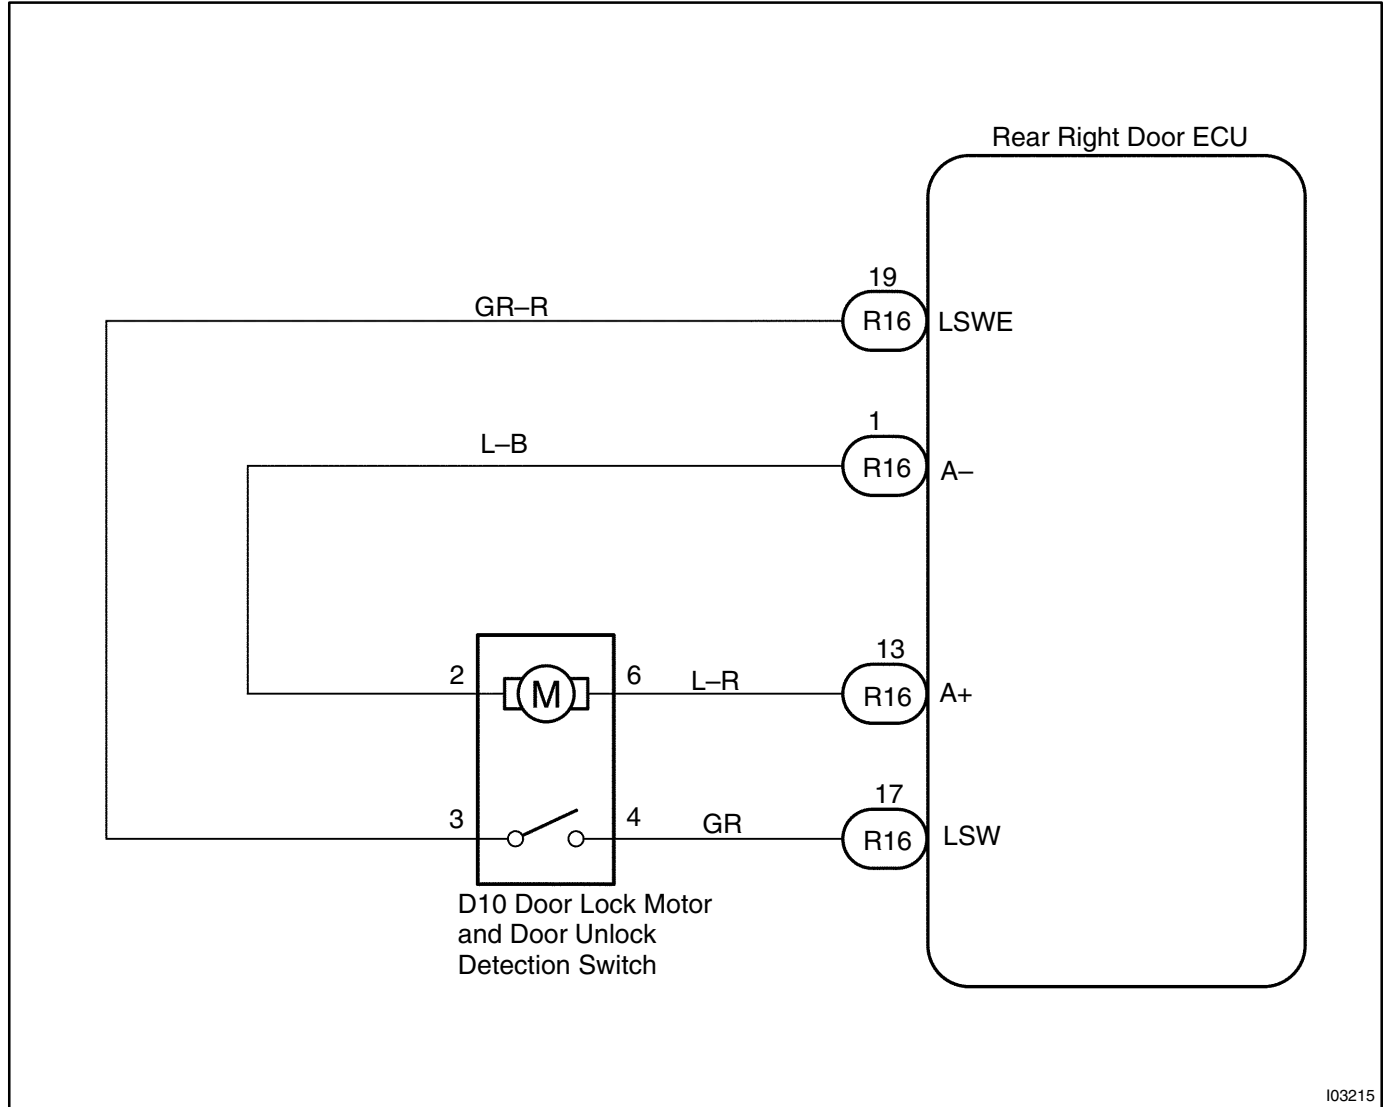 Rear Right Door ECU
19
GR–R
R16
LSWE
1
L–B
R16
A–
13
2
M
6
L–R
R16
A+
17
3
4
GR
R16
LSW
D10 Door Lock Motor
and Door Unlock
Detection Switch
I03215